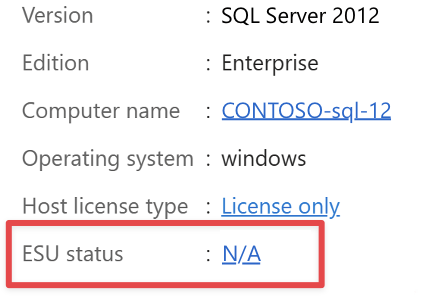 Version : SQL Server 2012
Edition : Enterprise
Computer name : CONTOSO-sql-12
Operating system : windows
Host license type : License only
ESU status : N/A